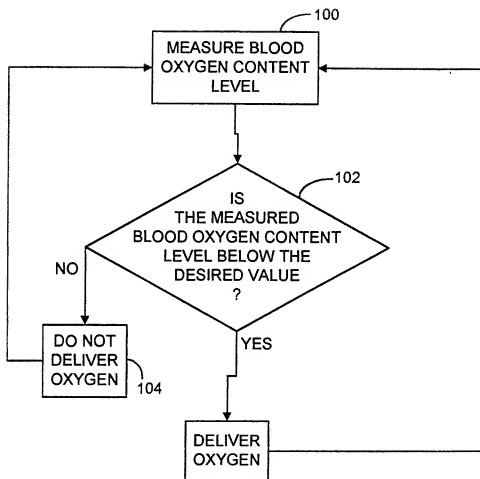 100
MEASURE BLOOD
OXYGEN CONTENT
LEVEL
102
IS
THE MEASURED
BLOOD OXYGEN CONTENT
LEVEL BELOW THE
DESIRED VALUE
?
NO
YES
DO NOT
DELIVER
OXYGEN
104
DELIVER
OXYGEN